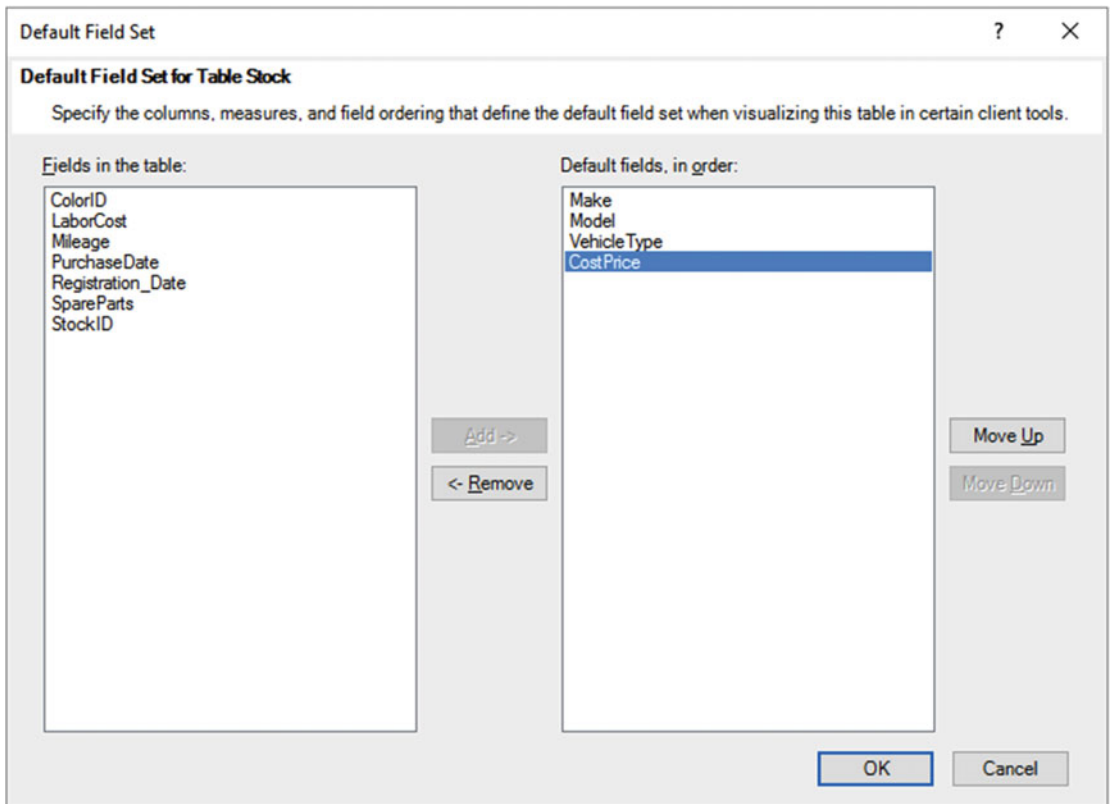 Default Field Set ?
Default Field Set for Table Stock
Specify the columns, measures, and field ordering that define the default field set when visualizing this table in certain client tools.
Fields in the table:
ColorID
LaborCost
Mileage
PurchaseDate
Registration_Date
SpareParts
StockID
Add ->
<- Remove
Default fields, in order:
Make
Model
VehicleType
CostPrice
Move Up
Move Down
OK
Cancel